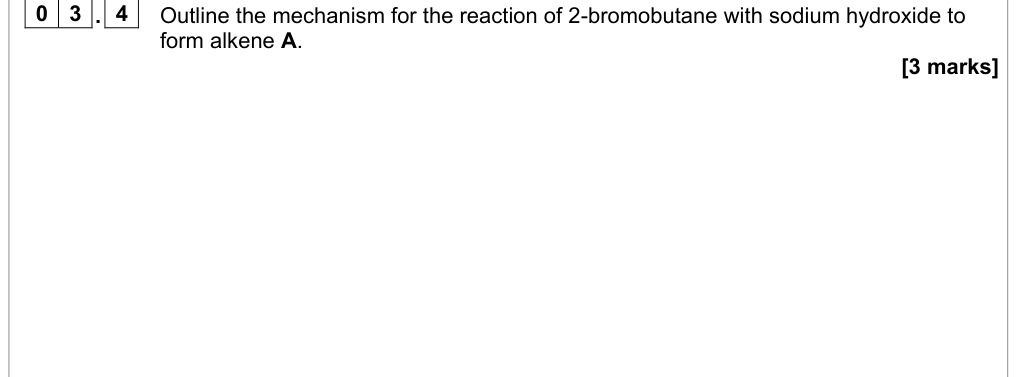 0 3 . 4 Outline the mechanism for the reaction of 2-bromobutane with sodium hydroxide to
form alkene A.
[3 marks]